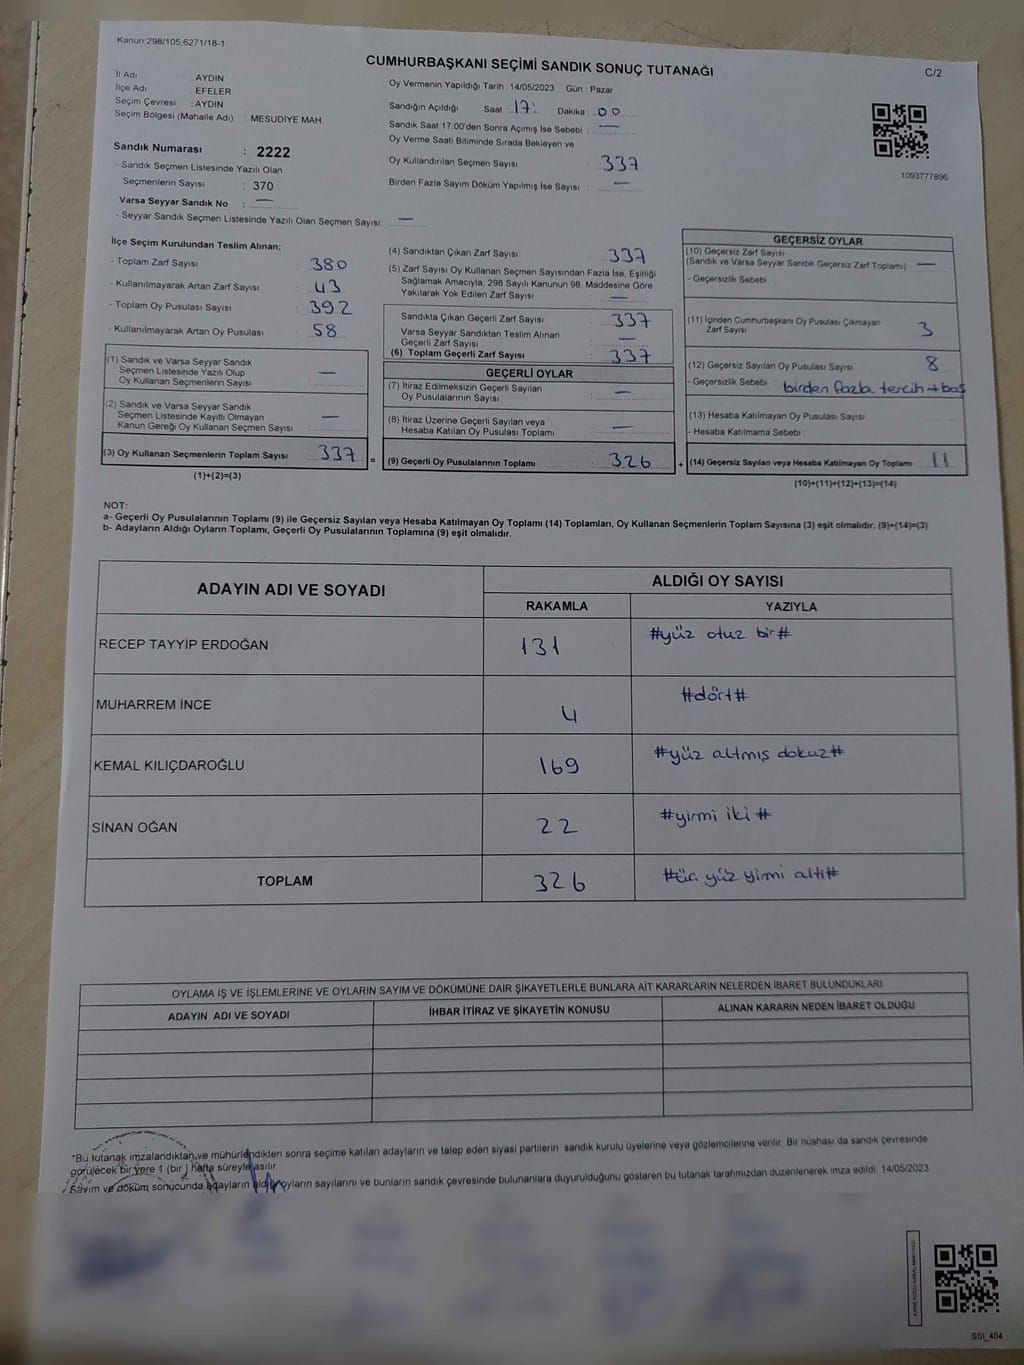 Kanun:298/105,6271/18-1
CUMHURBAŞKANI SEÇİMİ SANDIK SONUÇ TUTANAĞI
C/2
İl Adı : AYDIN
İlçe Adı : EFELER
Seçim Çevresi : AYDIN
Seçim Bölgesi (Mahalle Adı) : MESUDİYE MAH.
Sandık Numarası : 2222
- Sandık Seçmen Listesinde Yazılı Olan
Seçmenlerin Sayısı : 370
Varsa Seyyar Sandık No : —
- Seyyar Sandık Seçmen Listesinde Yazılı Olan Seçmen Sayısı: —
Oy Vermenin Yapıldığı Tarih : 14/05/2023 Gün : Pazar
Sandığın Açıldığı Saat : 17: Dakika : 00
Sandık Saat 17:00'den Sonra Açımış İse Sebebi : —
Oy Verme Saati Bitiminde Sırada Bekleyen ve
Oy Kullandırılan Seçmen Sayısı : 337
Birden Fazla Sayım Döküm Yapılmış İse Sayısı : —
1093777896
İlçe Seçim Kurulundan Teslim Alınan;
- Toplam Zarf Sayısı : 380
- Kullanılmayarak Artan Zarf Sayısı : 43
- Toplam Oy Pusulası Sayısı : 392
- Kullanılmayarak Artan Oy Pusulası : 58
(1) Sandık ve Varsa Seyyar Sandık
Seçmen Listesinde Yazılı Olup
Oy Kullanan Seçmenlerin Sayısı : —
(2) Sandık ve Varsa Seyyar Sandık
Seçmen Listesinde Kayıtlı Olmayan
Kanun Gereği Oy Kullanan Seçmen Sayısı : —
(3) Oy Kullanan Seçmenlerin Toplam Sayısı : 337 =
(1)+(2)=(3)
(4) Sandıktan Çıkan Zarf Sayısı : 337
(5) Zarf Sayısı Oy Kullanan Seçmen Sayısından Fazla İse, Eşitliği
Sağlamak Amacıyla, 298 Sayılı Kanunun 98. Maddesine Göre
Yakılarak Yok Edilen Zarf Sayısı : —
Sandıkta Çıkan Geçerli Zarf Sayısı : 337
Varsa Seyyar Sandıktan Teslim Alınan
Geçerli Zarf Sayısı : —
(6) Toplam Geçerli Zarf Sayısı : 337
GEÇERLİ OYLAR
(7) İtiraz Edilmeksizin Geçerli Sayılan
Oy Pusulalarının Sayısı : —
(8) İtiraz Üzerine Geçerli Sayılan veya
Hesaba Katılan Oy Pusulası Toplamı : —
(9) Geçerli Oy Pusulalarının Toplamı : 326 +
GEÇERSİZ OYLAR
(10) Geçersiz Zarf Sayısı
(Sandık ve Varsa Seyyar Sandık Geçersiz Zarf Toplamı) : —
- Geçersizlik Sebebi :
(11) İçinden Cumhurbaşkanı Oy Pusulası Çıkmayan
Zarf Sayısı : 3
(12) Geçersiz Sayılan Oy Pusulası Sayısı : 8
- Geçersizlik Sebebi : birden fazla tercih+boş
(13) Hesaba Katılmayan Oy Pusulası Sayısı :
- Hesaba Katılmama Sebebi :
(14) Geçersiz Sayılan veya Hesaba Katılmayan Oy Toplamı : 11
(10)+(11)+(12)+(13)=(14)
NOT:
a- Geçerli Oy Pusulalarının Toplamı (9) ile Geçersiz Sayılan veya Hesaba Katılmayan Oy Toplamı (14) Toplamları, Oy Kullanan Seçmenlerin Toplam Sayısına (3) eşit olmalıdır. (9)+(14)=(3)
b- Adayların Aldığı Oyların Toplamı, Geçerli Oy Pusulalarının Toplamına (9) eşit olmalıdır.
ADAYIN ADI VE SOYADI
ALDIĞI OY SAYISI
RAKAMLA YAZIYLA
RECEP TAYYİP ERDOĞAN 131 #yüz otuz bir#
MUHARREM İNCE 4 #dört#
KEMAL KILIÇDAROĞLU 169 #yüz altmış dokuz#
SİNAN OĞAN 22 #yirmi iki #
TOPLAM 326 #üç yüz yirmi altı#
OYLAMA İŞ VE İŞLEMLERİNE VE OYLARIN SAYIM VE DÖKÜMÜNE DAİR ŞİKAYETLERLE BUNLARA AİT KARARLARIN NELERDEN İBARET BULUNDUKLARI
ADAYIN ADI VE SOYADI İHBAR İTİRAZ VE ŞİKAYETİN KONUSU ALINAN KARARIN NEDEN İBARET OLDUĞU
*Bu tutanak imzalandıktan ve mühürlendikten sonra seçime katılan adayların ve talep eden siyasi partilerin sandık kurulu üyelerine veya gözlemcilerine verilir. Bir nüshası da sandık çevresinde
görülecek bir yere 1 (bir) hafta süreyle asılır.
Sayım ve döküm sonucunda adayların aldığı oyların sayılarını ve bunların sandık çevresinde bulunanlara duyurulduğunu gösteren bu tutanak tarafımızdan düzenlenerek imza edildi. 14/05/2023
SSI_404